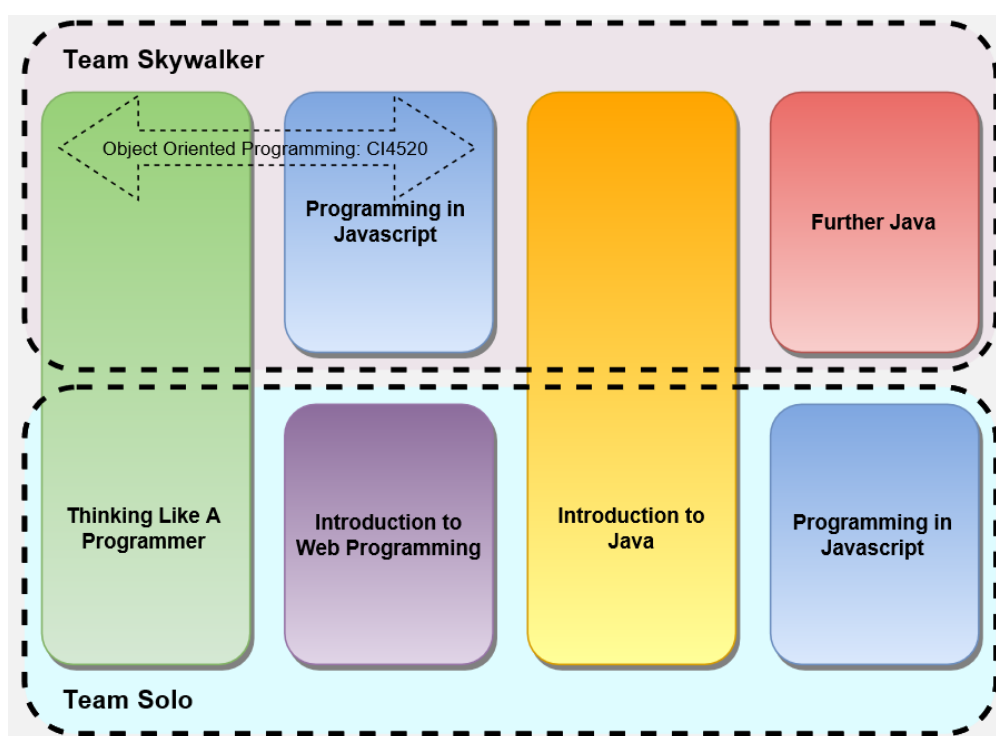 Team Skywalker
Object Oriented Programming: CI4520
Programming in
Javascript
Further Java
Thinking Like A
Programmer
Introduction to
Web Programming
Introduction to
Java
Programming in
Javascript
Team Solo